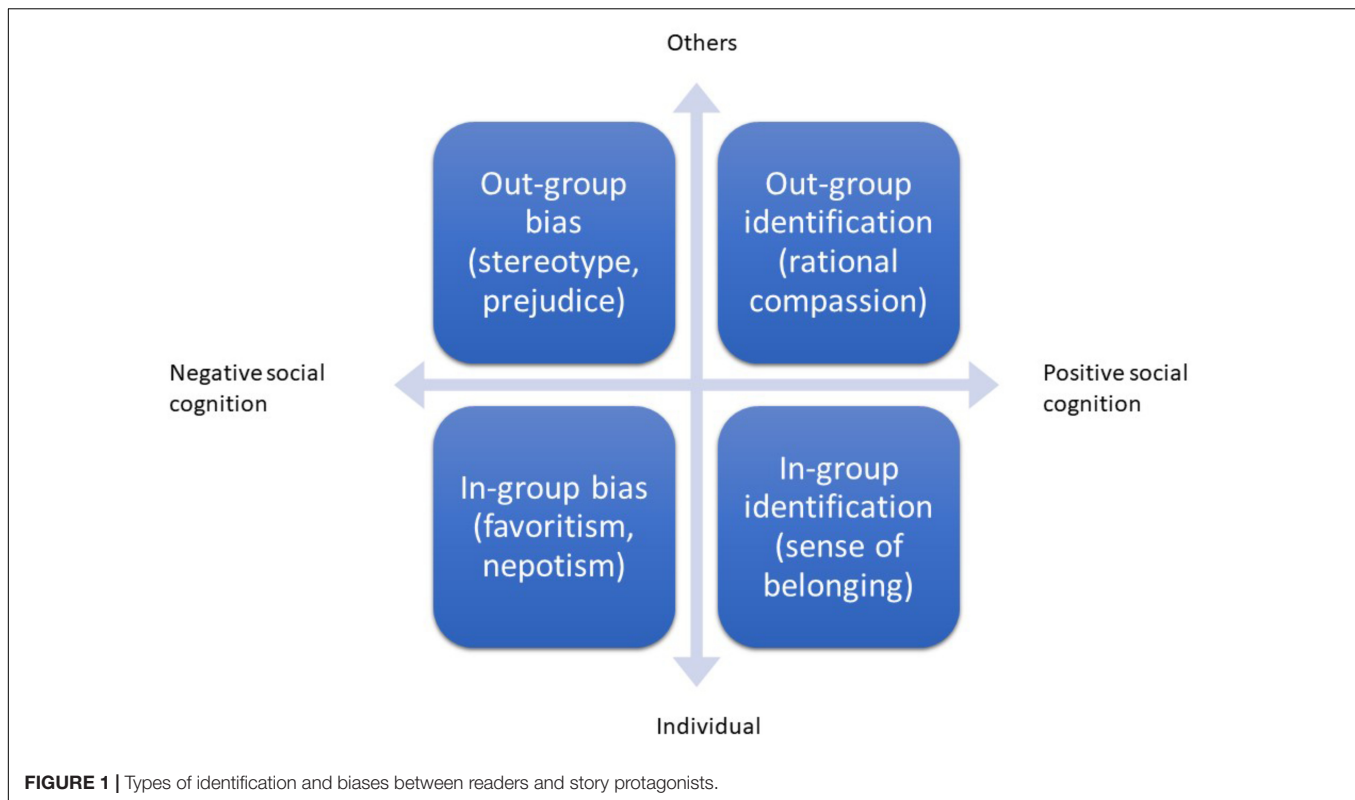 Others
Out-group
bias
(stereotype,
prejudice)
Out-group
identification
(rational
compassion)
Negative social
cognition
Positive social
cognition
In-group bias
(favoritism,
nepotism)
In-group
identification
(sense of
belonging)
Individual
FIGURE 1 | Types of identification and biases between readers and story protagonists.